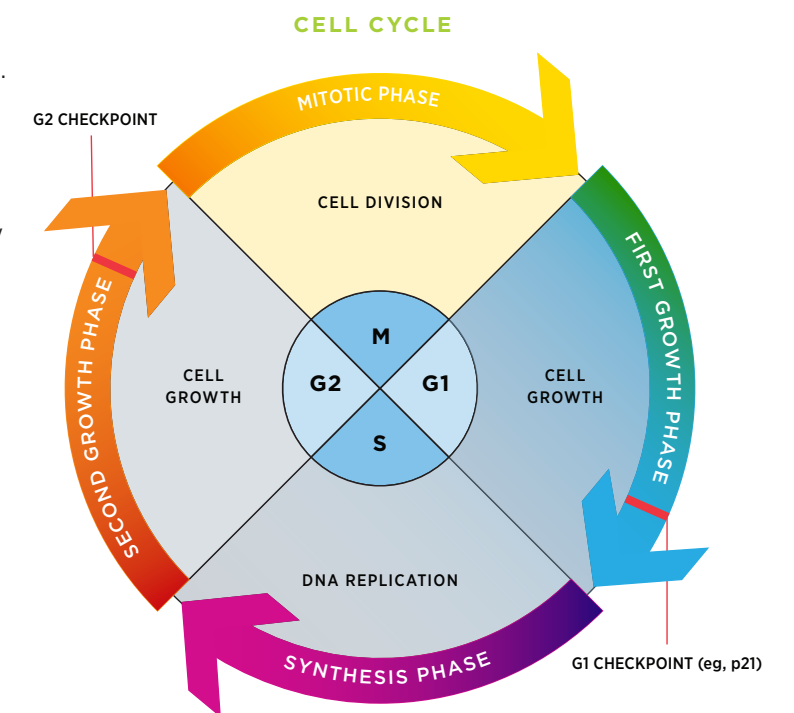 CELL CYCLE
.
MITOTIC PHASE
G2 CHECKPOINT
CELL DIVISION
FIRST GROWTH PHASE
SECOND GROWTH PHASE
M
CELL
GROWTH
G2
G1
CELL
GROWTH
S
DNA REPLICATION
SYNTHESIS PHASE
G1 CHECKPOINT (eg, p21)